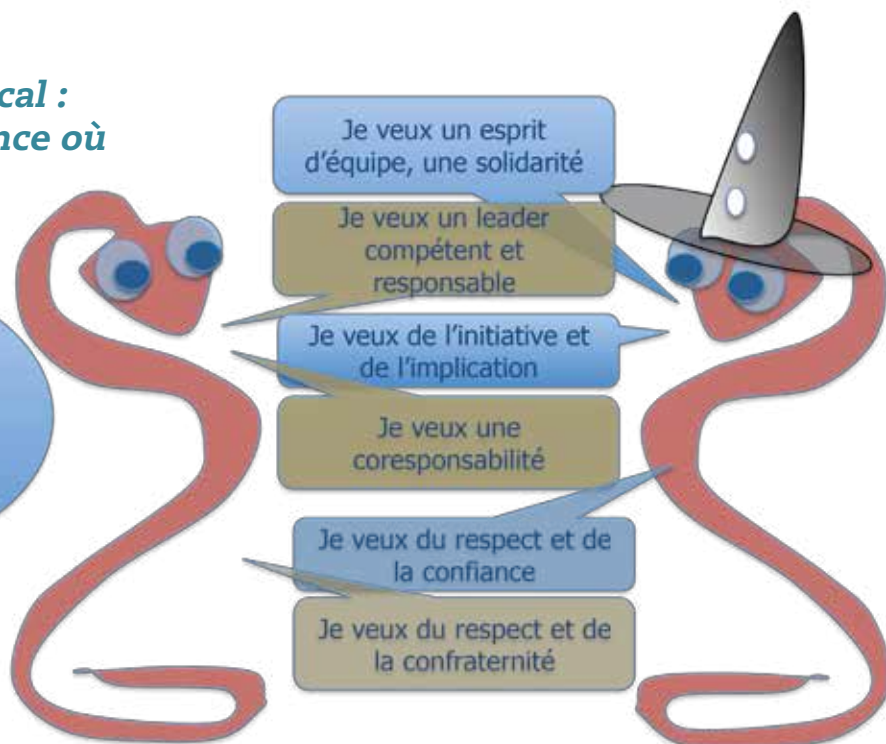 cal :
nce où
Je veux un esprit
d’équipe, une solidarité
Je veux un leader
compétent et
responsable
Je veux de l’initiative et
de l’implication
Je veux une
coresponsabilité
Je veux du respect et de
la confiance
Je veux du respect et de
la confraternité